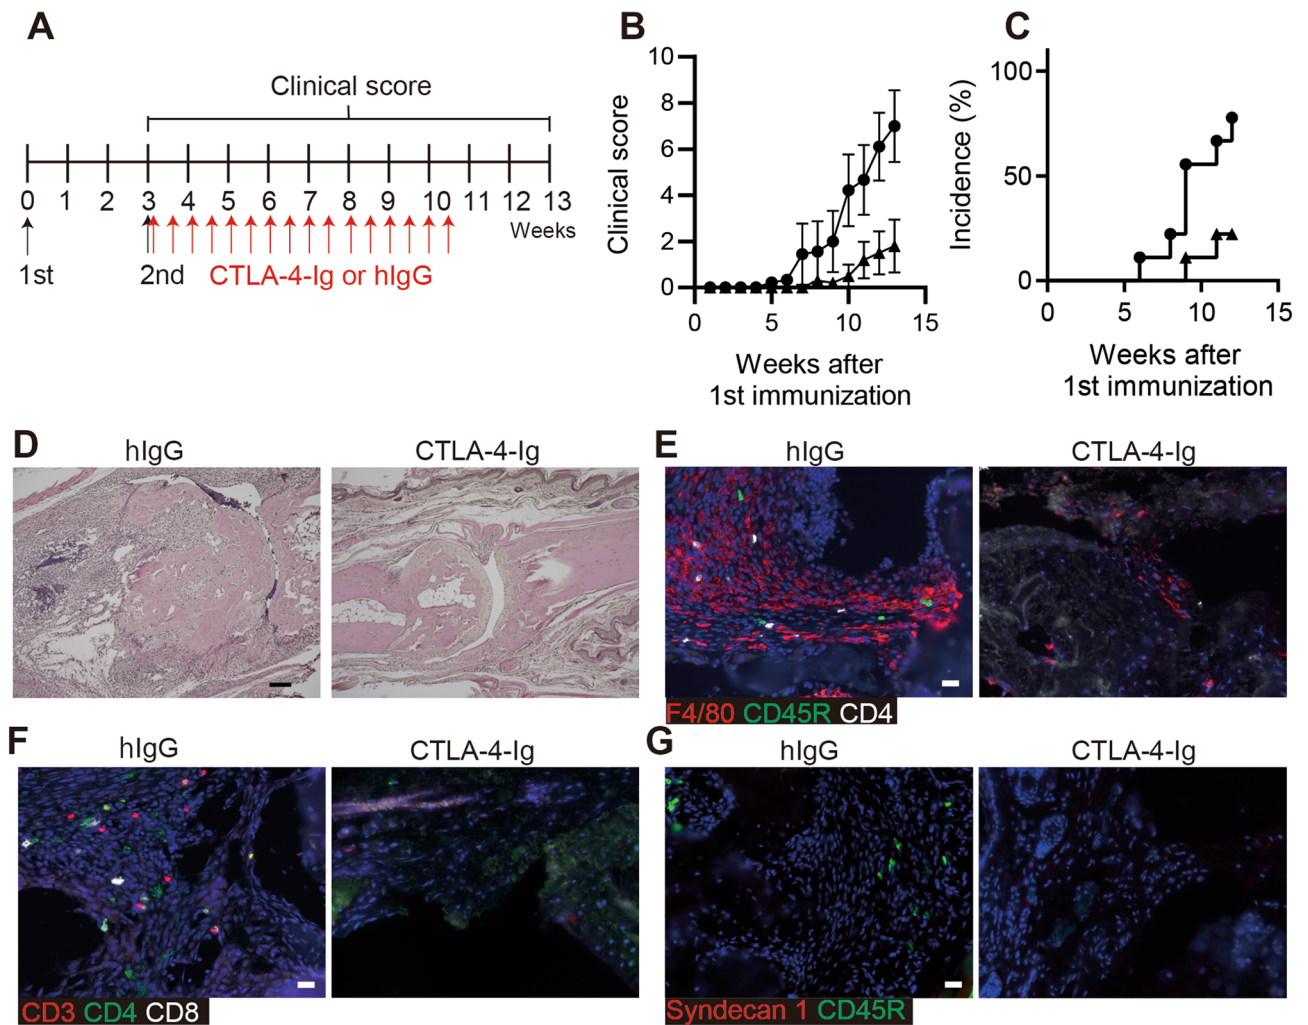 A
Clinical score
0 1 2 3 4 5 6 7 8 9 10 11 12 13
Weeks
1st
2nd
CTLA-4-Ig or hIgG
B
Clinical score
10
8
6
4
2
0
0 5 10 15
Weeks after
1st immunization
C
Incidence (%)
100
50
0
0 5 10 15
Weeks after
1st immunization
D
hIgG
CTLA-4-Ig
E
hIgG
CTLA-4-Ig
F4/80 CD45R CD4
F
hIgG
CTLA-4-Ig
CD3 CD4 CD8
G
hIgG
CTLA-4-Ig
Syndecan 1 CD45R